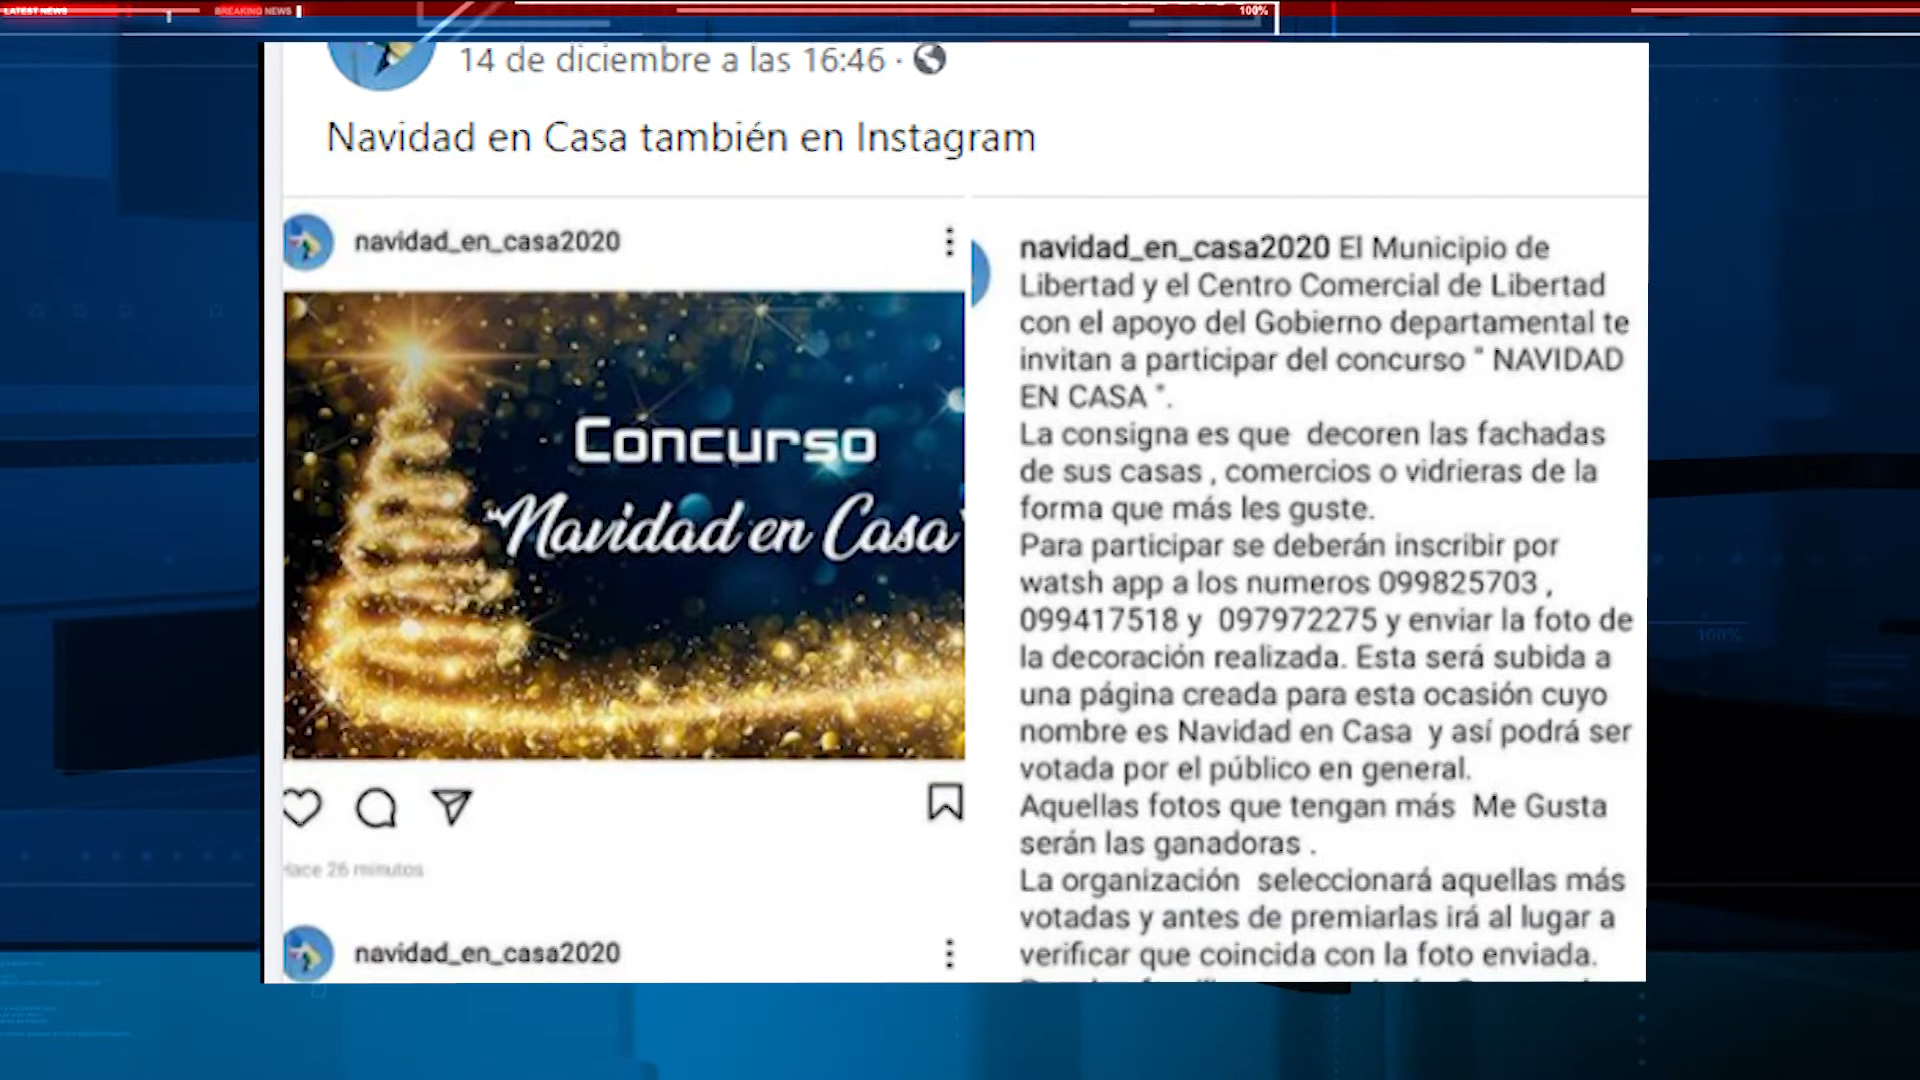 LATEST NEWS
BREAKING NEWS
100%
14 de diciembre a las 16:46 ·
Navidad en Casa también en Instagram
navidad_en_casa2020
Concurso
"Navidad en Casa"
Hace 26 minutos
navidad_en_casa2020
navidad_en_casa2020 El Municipio de
Libertad y el Centro Comercial de Libertad
con el apoyo del Gobierno departamental te
invitan a participar del concurso " NAVIDAD
EN CASA ".
La consigna es que decoren las fachadas
de sus casas , comercios o vidrieras de la
forma que más les guste.
Para participar se deberán inscribir por
watsh app a los numeros 099825703 ,
099417518 y 097972275 y enviar la foto de
la decoración realizada. Esta será subida a
una página creada para esta ocasión cuyo
nombre es Navidad en Casa y así podrá ser
votada por el público en general.
Aquellas fotos que tengan más Me Gusta
serán las ganadoras .
La organización seleccionará aquellas más
votadas y antes de premiarlas irá al lugar a
verificar que coincida con la foto enviada.
100%